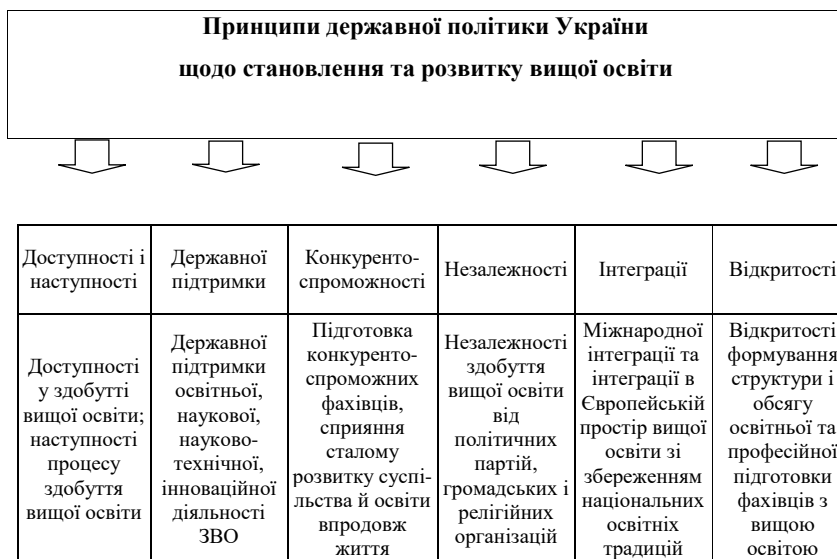 Принципи державної політики України
щодо становлення та розвитку вищої освіти
Доступності і
наступності
Державної
підтримки
Конкуренто-
спроможності
Незалежності
Інтеграції
Відкритості
Доступності
у здобутті
вищої освіти;
наступності
процесу
здобуття
вищої освіти
Державної
підтримки
освітньої,
наукової,
науково-
технічної,
інноваційної
діяльності
ЗВО
Підготовка
конкуренто-
спроможних
фахівців,
сприяння
сталому
розвитку суспі-
льства й освіти
впродовж
життя
Незалежності
здобуття
вищої освіти
від
політичних
партій,
громадських і
релігійних
організацій
Міжнародної
інтеграції та
інтеграції в
Європейській
простір вищої
освіти зі
збереженням
національних
освітніх
традицій
Відкритості
формування
структури і
обсягу
освітньої та
професійної
підготовки
фахівців з
вищою
освітою